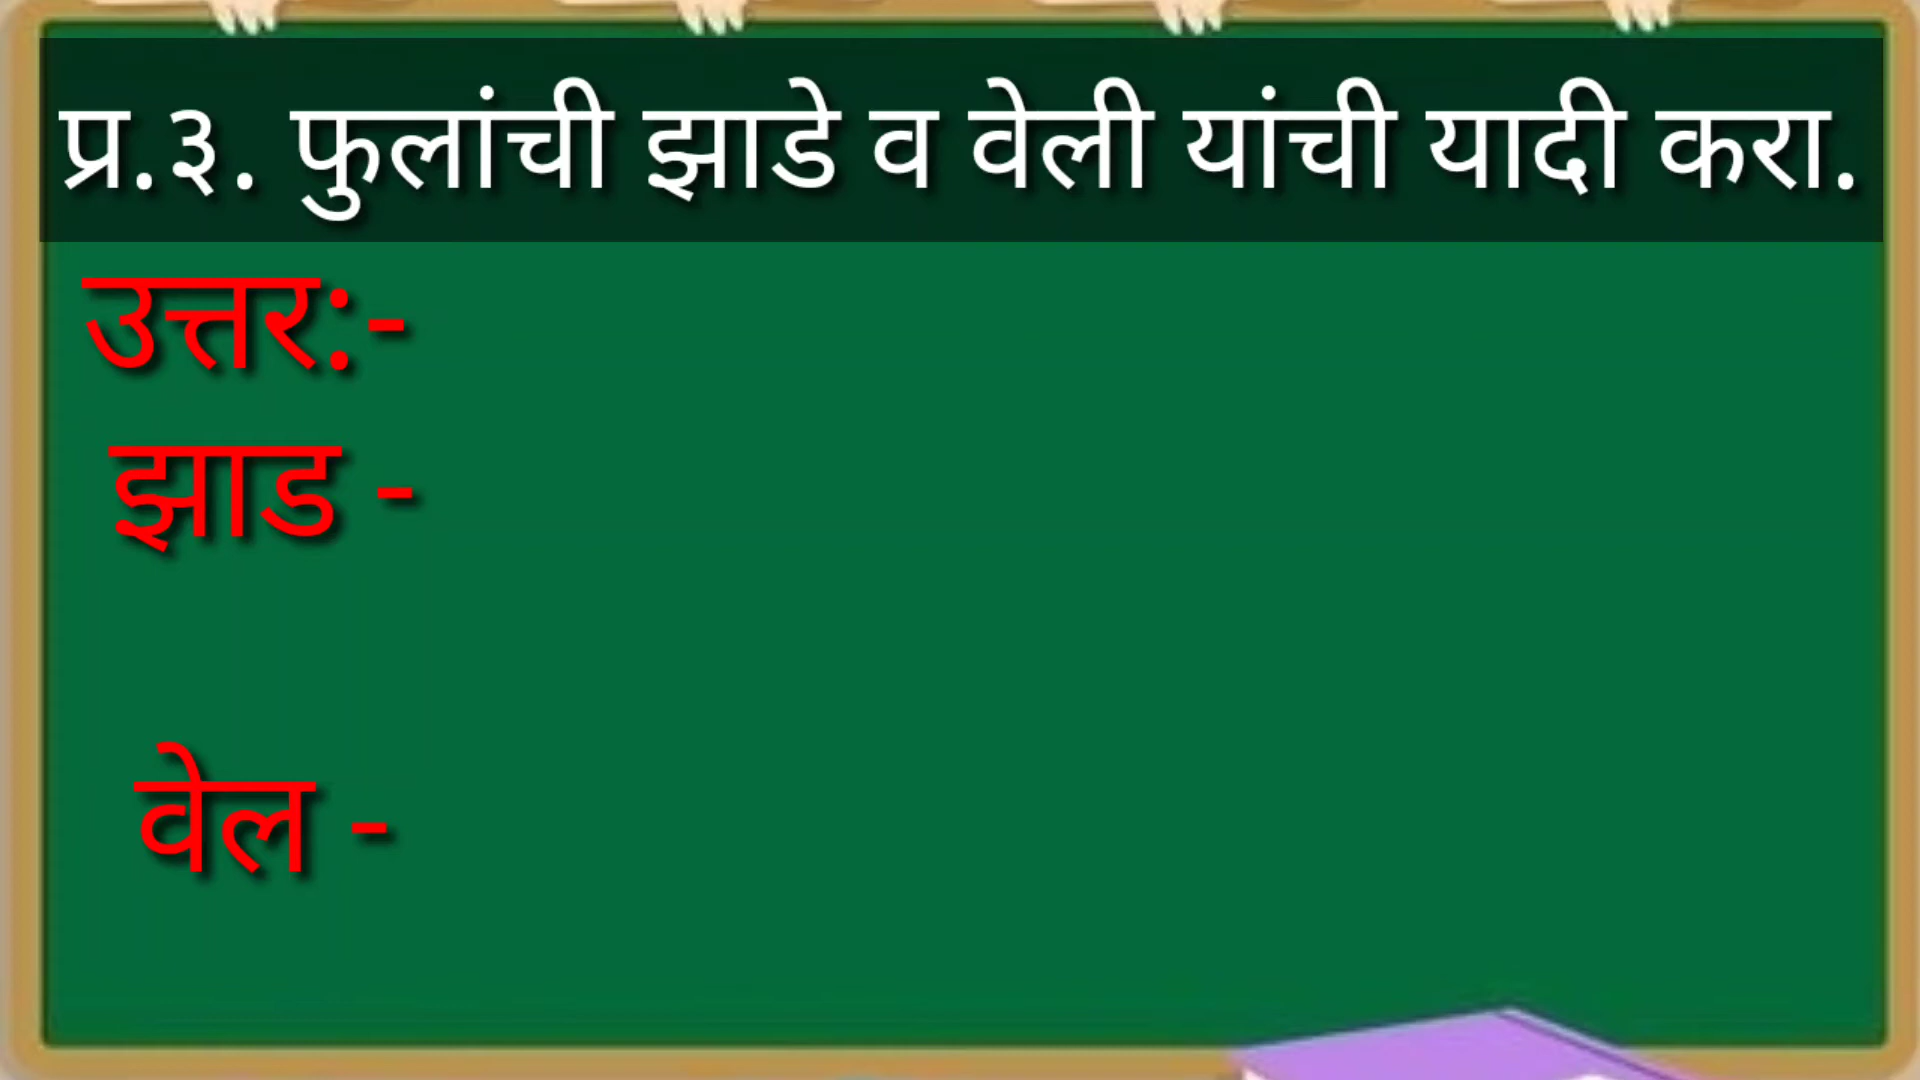 प्र.३. फुलांची झाडे व वेली यांची यादी करा.
उत्तर:-
झाड -
वेल -